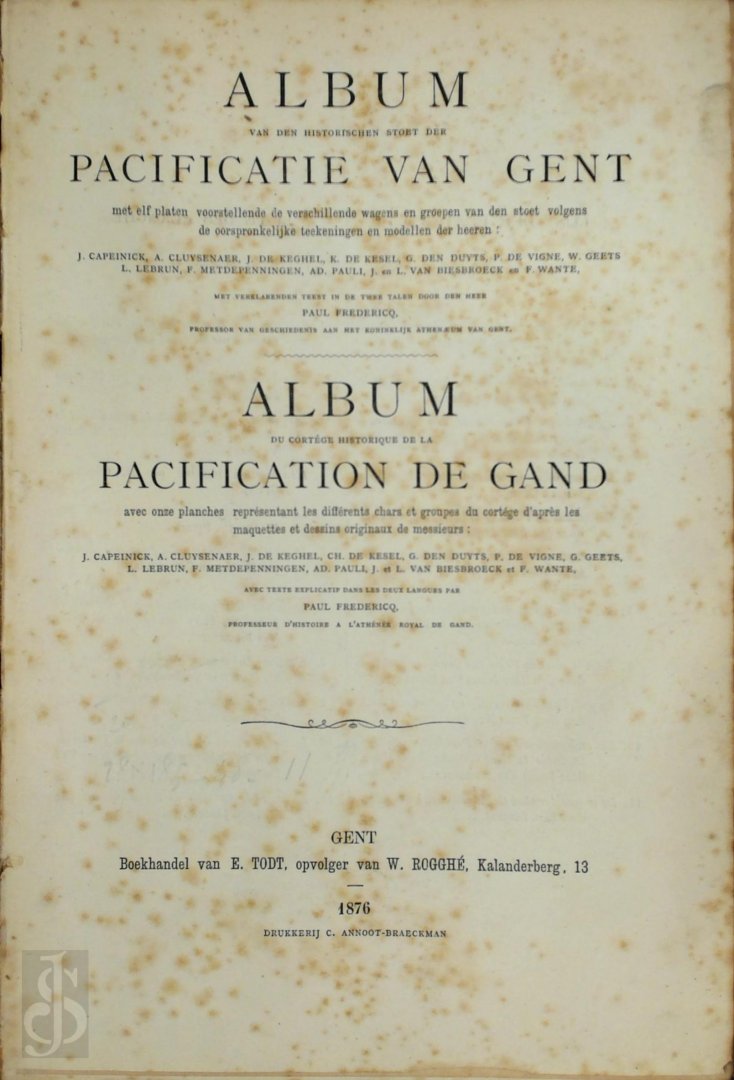 ALBUM
VAN DEN HISTORISCHEN STOET DER
PACIFICATIE VAN GENT
met elf platen voorstellende de verschillende wagens en groepen van den stoet volgens
de oorspronkelijke teekeningen en modellen der heeren :
J. CAPEINICK, A. CLUYSENAER, J. DE KEGHEL, K. DE KESEL, G. DEN DUYTS, P. DE VIGNE, W. GEETS
L. LEBRUN, F. METDEPENNINGEN, AD. PAULI, J. en L. VAN BIESBROECK en F. WANTE,
MET VERKLARENDEN TEKST IN DE TWEE TALEN DOOR DEN HEER
PAUL FREDERICQ,
PROFESSOR VAN GESCHIEDENIS AAN HET KONINKLIJK ATHENÆUM VAN GENT.
ALBUM
DU CORTÉGE HISTORIQUE DE LA
PACIFICATION DE GAND
avec onze planches représentant les différents chars et groupes du cortége d'après les
maquettes et dessins originaux de messieurs :
J. CAPEINICK, A. CLUYSENAER, J. DE KEGHEL, CH. DE KESEL, G. DEN DUYTS, P. DE VIGNE, G. GEETS,
L. LEBRUN, F. METDEPENNINGEN, AD. PAULI, J. et L. VAN BIESBROECK et F. WANTE,
AVEC TEXTE EXPLICATIF DANS LES DEUX LANGUES PAR
PAUL FREDERICQ,
PROFESSEUR D'HISTOIRE A L'ATHÉNÉE ROYAL DE GAND.
GENT
Boekhandel van E. TODT, opvolger van W. ROGGHÉ, Kalanderberg, 13
1876
DRUKKERIJ C. ANNOOT-BRAECKMAN